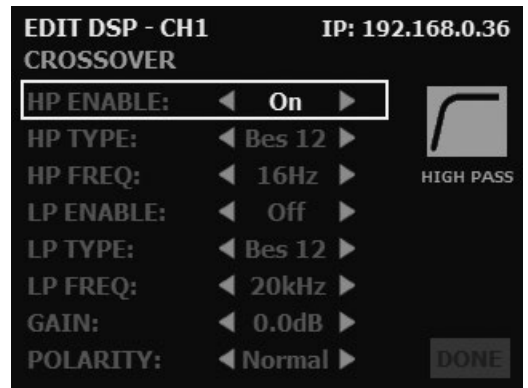 EDIT DSP - CH1 IP: 192.168.0.36
CROSSOVER
HP ENABLE: On
HP TYPE: Bes 12
HP FREQ: 16Hz
HIGH PASS
LP ENABLE: Off
LP TYPE: Bes 12
LP FREQ: 20kHz
GAIN: 0.0dB
POLARITY: Normal
DONE